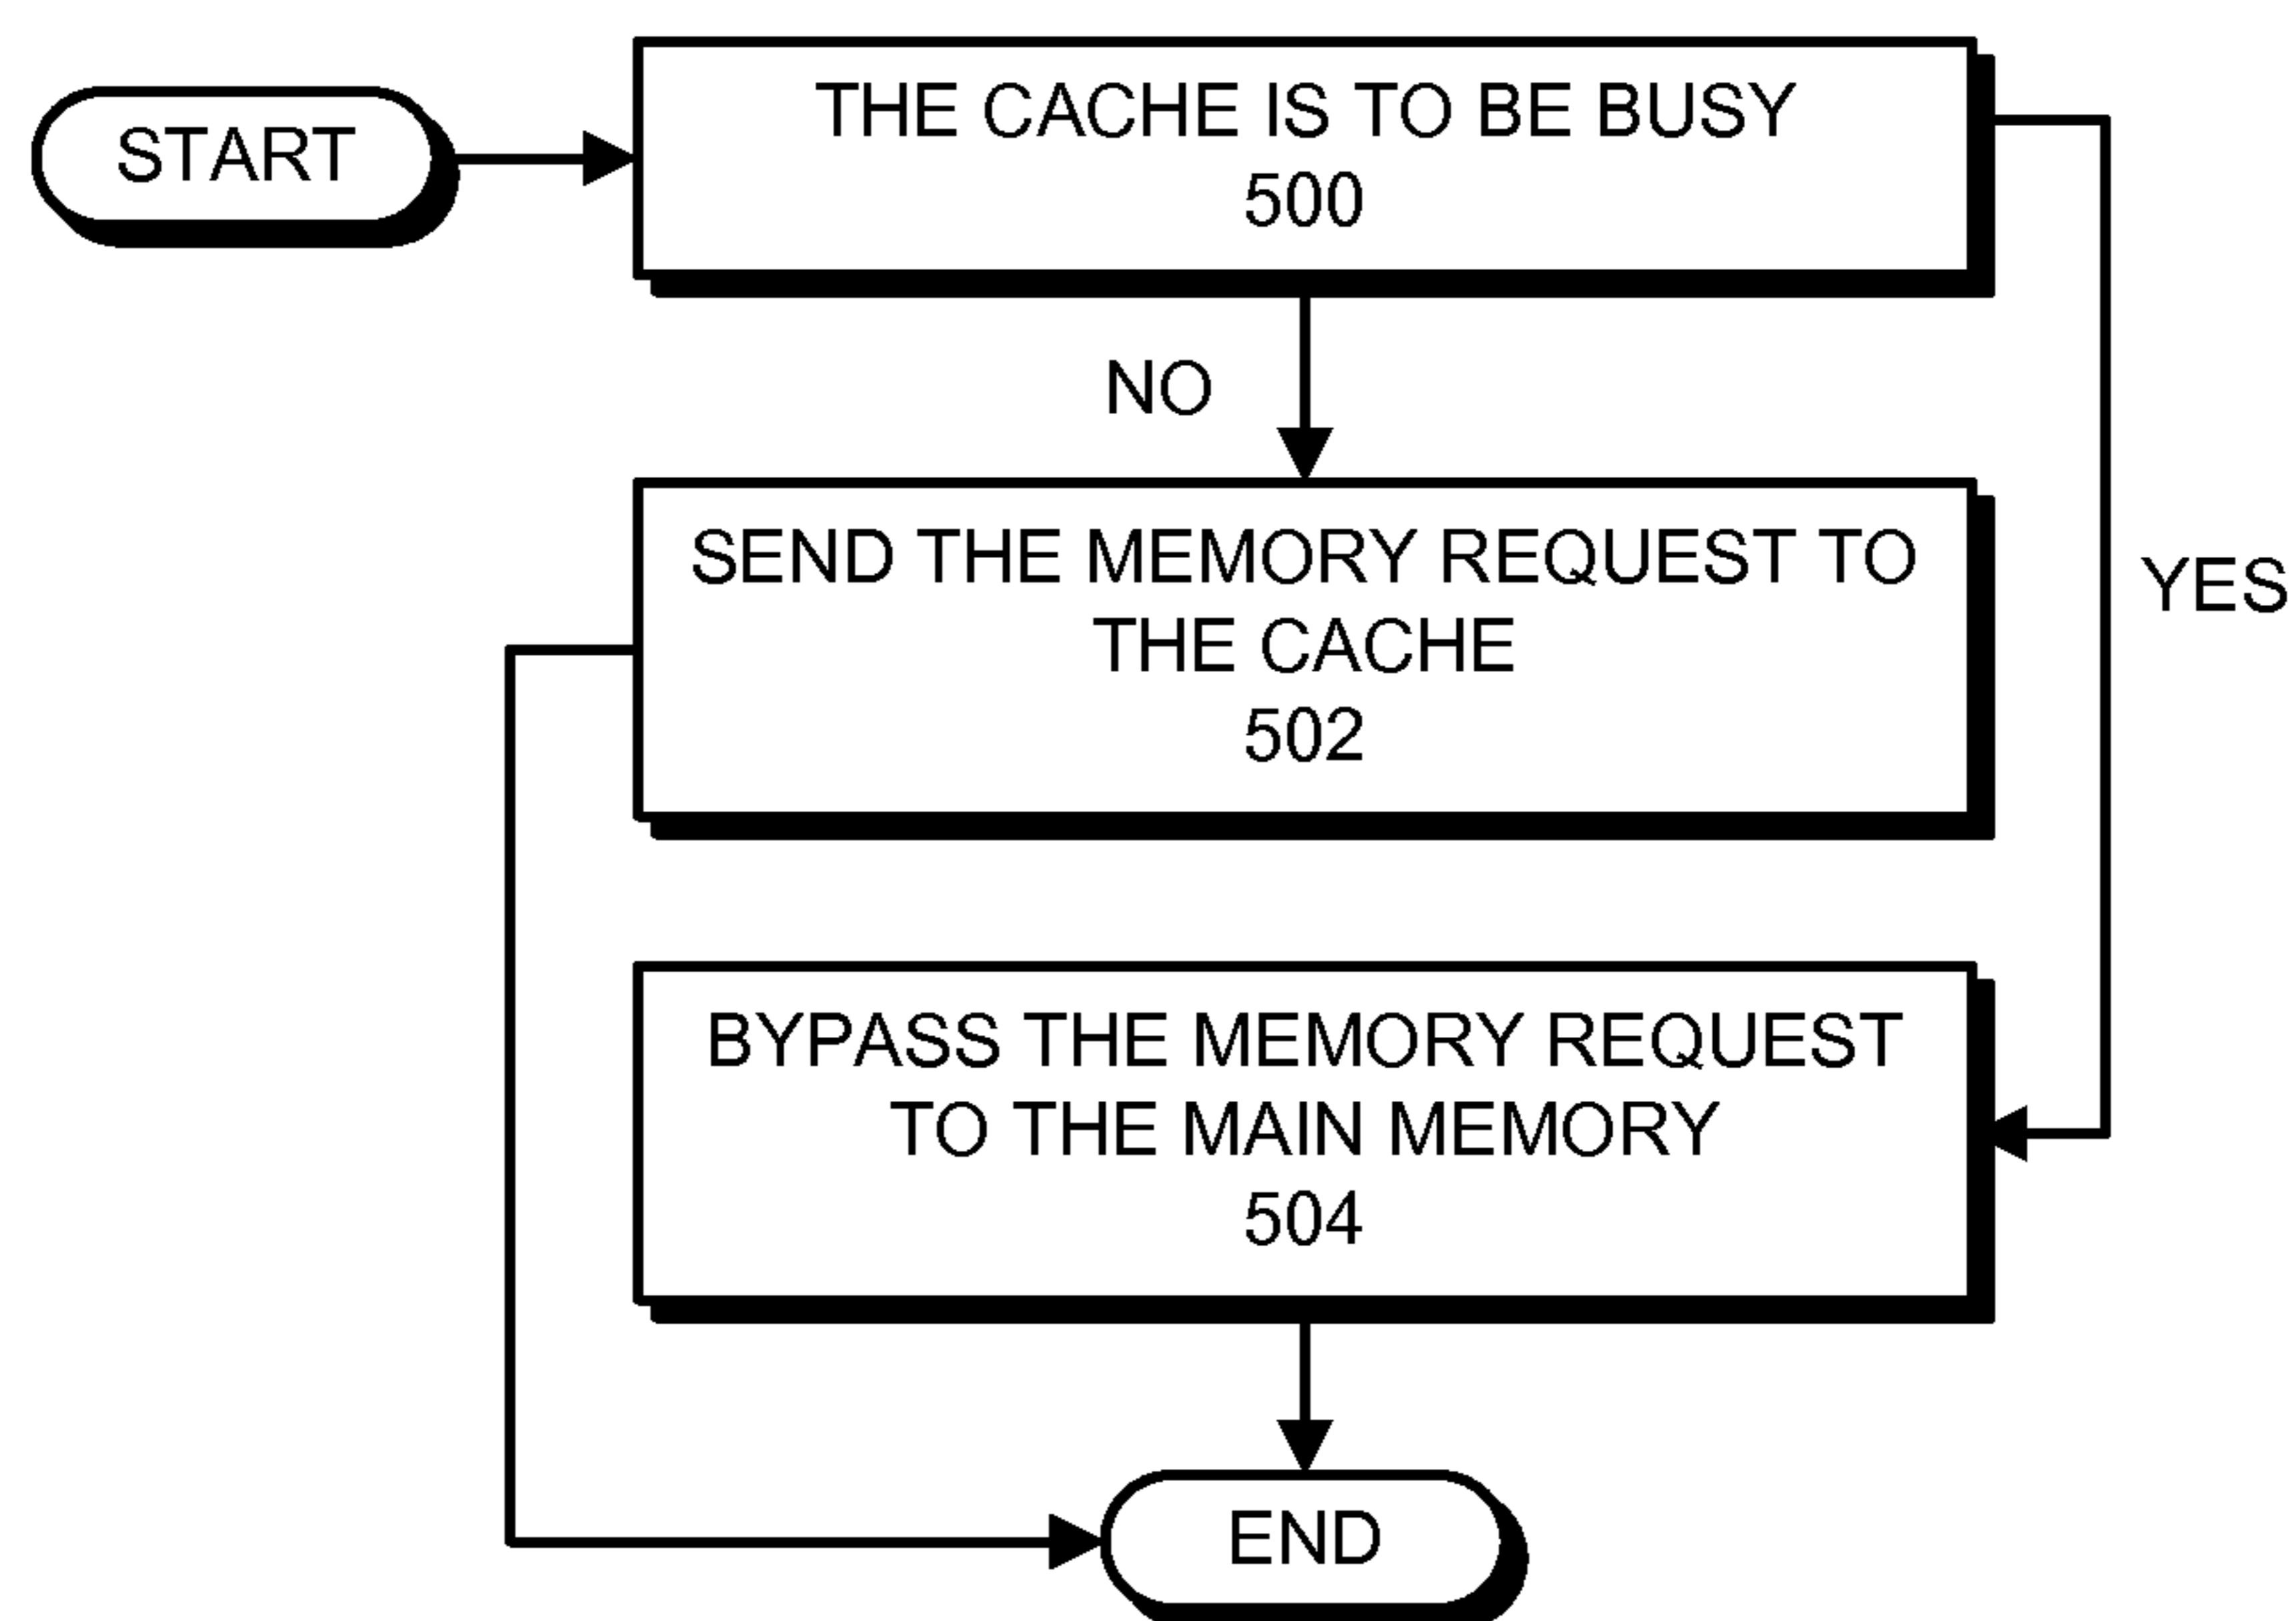 START
THE CACHE IS TO BE BUSY
500
NO
SEND THE MEMORY REQUEST TO
THE CACHE
502
YES
BYPASS THE MEMORY REQUEST
TO THE MAIN MEMORY
504
END